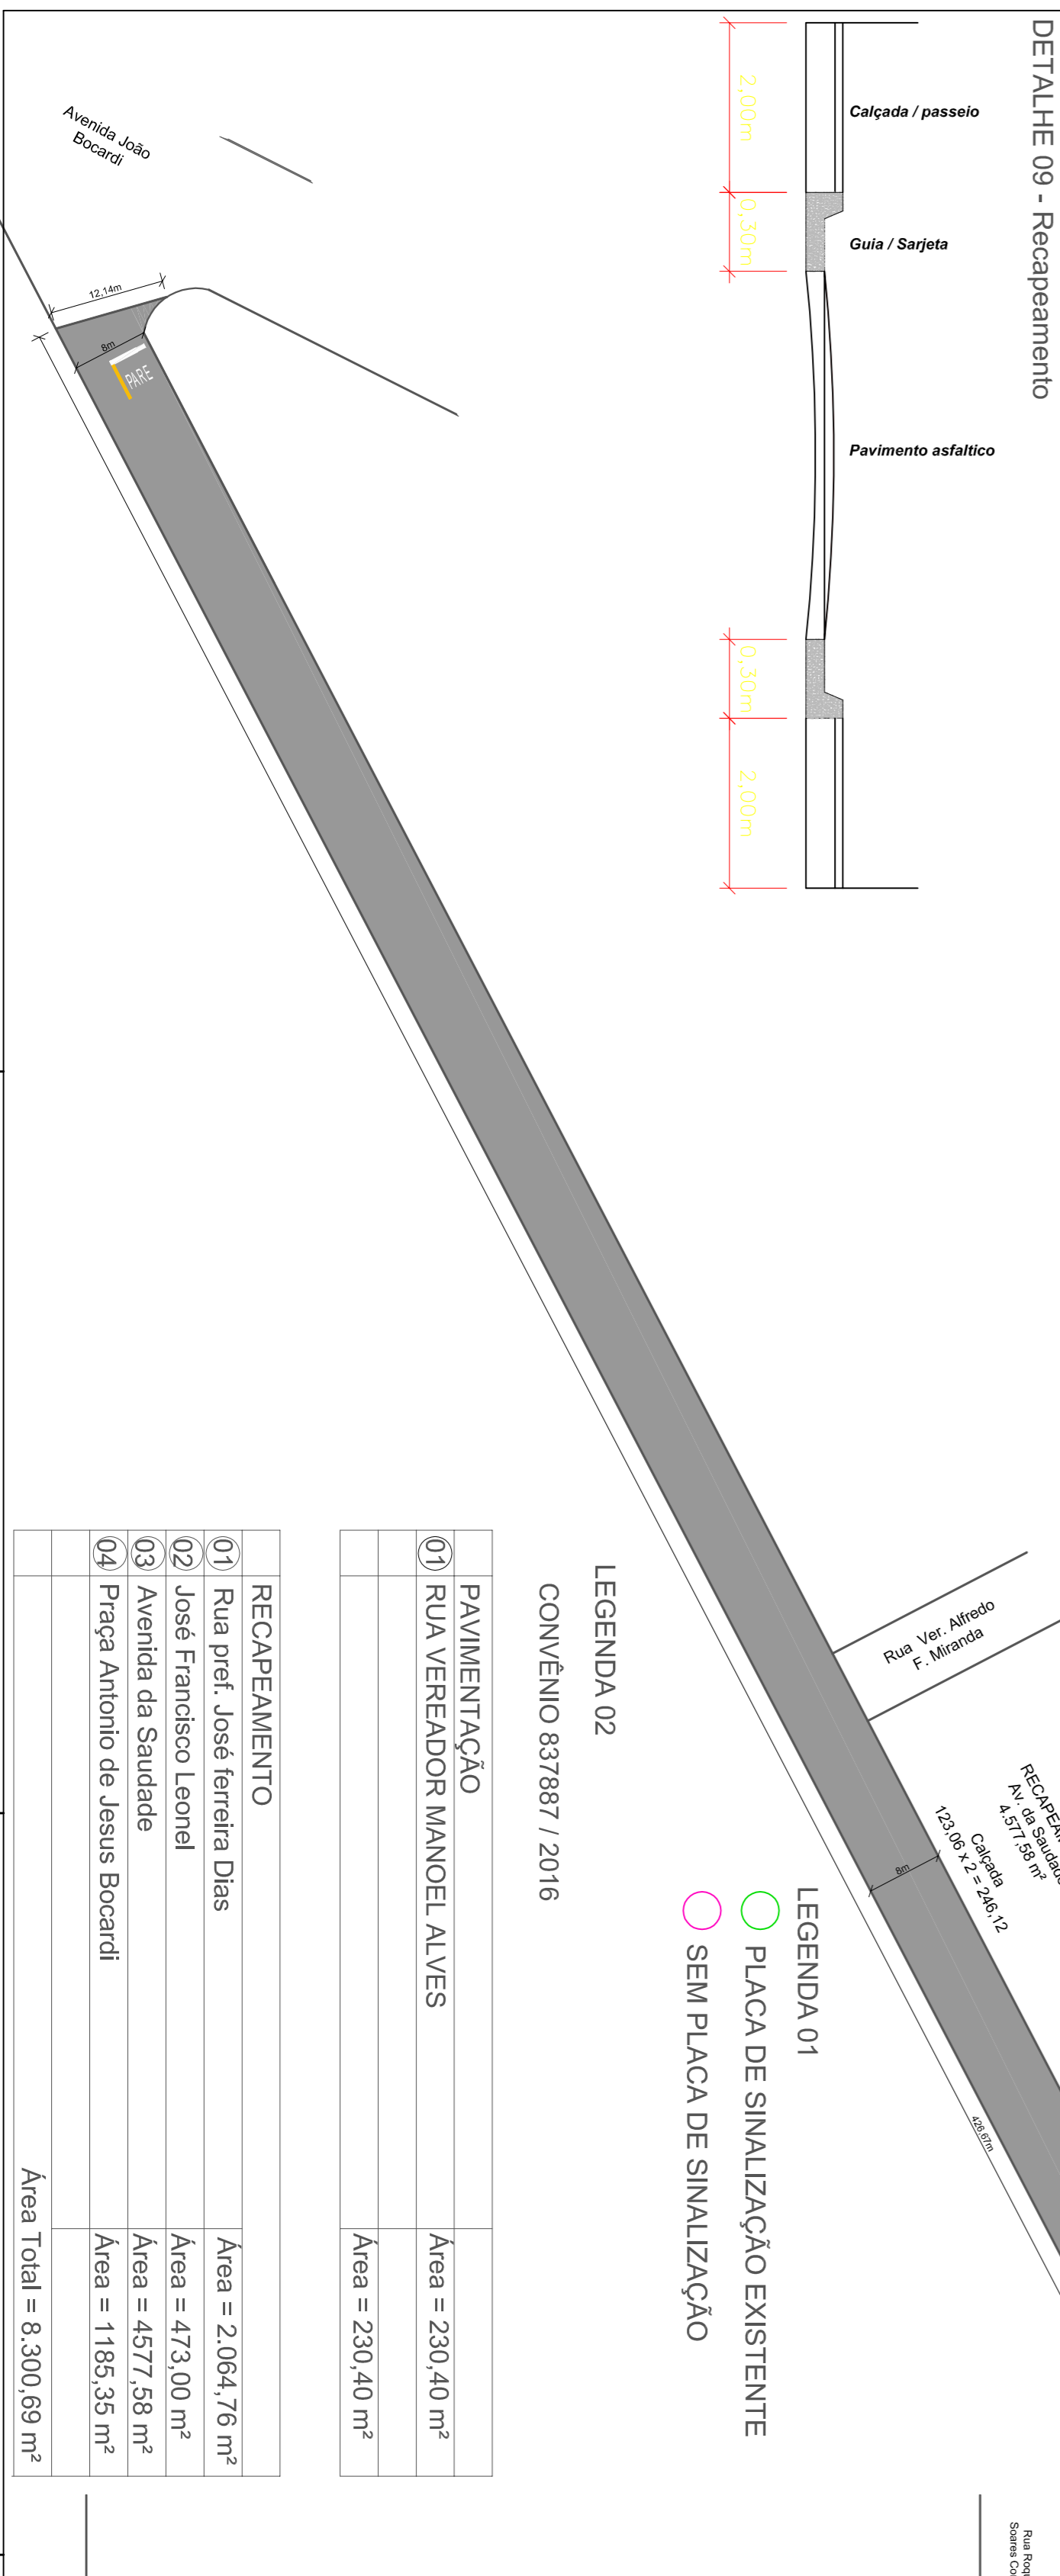 DETALHE 09 - Recapeamento
Calçada / passeio
Guia / Sarjeta
Pavimento asfaltico
2,00m
0,30m
0,30m
2,00m
Avenida João
Bocardi
12,14m
8m
PARE
Rua Ver. Alfredo
F. Miranda
Av. da Saudade
4.577,58 m²
Calçada
123,06 x 2 = 246,12
8m
426,67m
LEGENDA 01
PLACA DE SINALIZAÇÃO EXISTENTE
SEM PLACA DE SINALIZAÇÃO
LEGENDA 02
CONVÊNIO 837887 / 2016
PAVIMENTAÇÃO
01 RUA VEREADOR MANOEL ALVES Área = 230,40 m²
Área = 230,40 m²
RECAPEAMENTO
01 Rua pref. José ferreira Dias Área = 2.064,76 m²
02 José Francisco Leonel Área = 473,00 m²
03 Avenida da Saudade Área = 4577,58 m²
04 Praça Antonio de Jesus Bocardi Área = 1185,35 m²
Área Total = 8.300,69 m²
Rua
Soares